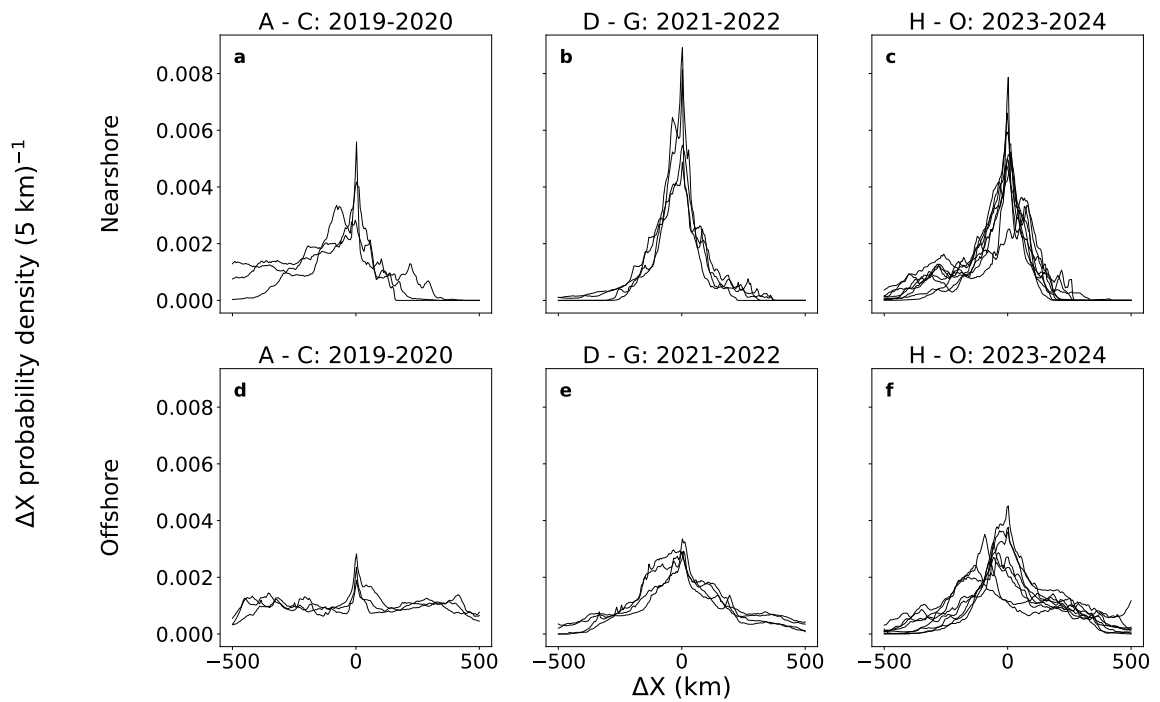 A - C: 2019-2020
D - G: 2021-2022
H - O: 2023-2024
a
b
c
0.008
0.006
0.004
0.002
0.000
Nearshore
ΔX probability density (5 km)⁻¹
A - C: 2019-2020
D - G: 2021-2022
H - O: 2023-2024
d
e
f
0.008
0.006
0.004
0.002
0.000
Offshore
−500 0 500
−500 0 500
−500 0 500
ΔX (km)